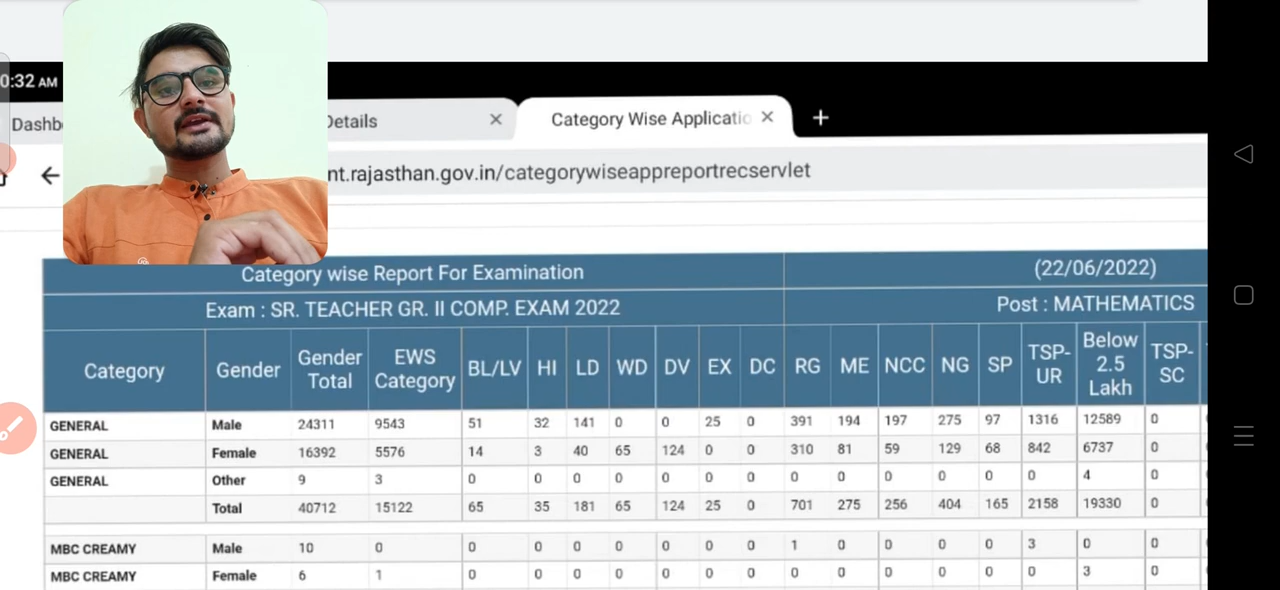 0:32 AM
Dashb
Details
Category Wise Applicatio
nt.rajasthan.gov.in/categorywiseappreportrecservlet
Category wise Report For Examination (22/06/2022)
Exam : SR. TEACHER GR. II COMP. EXAM 2022 Post : MATHEMATICS
Category Gender Gender Total EWS Category BL/LV HI LD WD DV EX DC RG ME NCC NG SP TSP-UR Below 2.5 Lakh TSP-SC
GENERAL Male 24311 9543 51 32 141 0 0 25 0 391 194 197 275 97 1316 12589 0
GENERAL Female 16392 5576 14 3 40 65 124 0 0 310 81 59 129 68 842 6737 0
GENERAL Other 9 3 0 0 0 0 0 0 0 0 0 0 0 0 0 4 0
Total 40712 15122 65 35 181 65 124 25 0 701 275 256 404 165 2158 19330 0
MBC CREAMY Male 10 0 0 0 0 0 0 0 0 1 0 0 0 0 3 0 0
MBC CREAMY Female 6 1 0 0 0 0 0 0 0 0 0 0 0 0 0 3 0